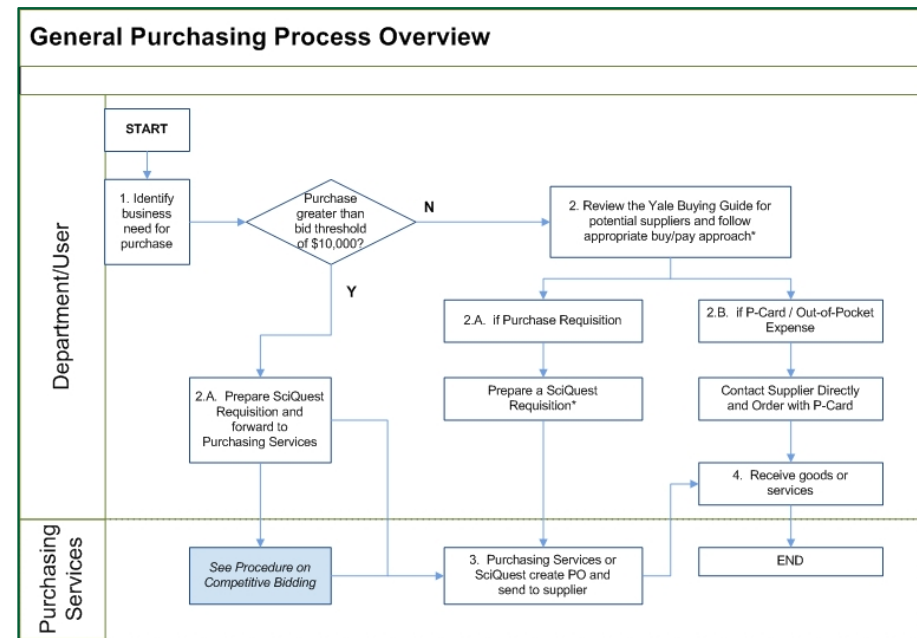 General Purchasing Process Overview
Department/User
START
1. Identify
business
need for
purchase
Purchase
greater than
bid threshold
of $10,000?
N
Y
2. Review the Yale Buying Guide for
potential suppliers and follow
appropriate buy/pay approach*
2.A. if Purchase Requisition
2.B. if P-Card / Out-of-Pocket
Expense
2.A. Prepare SciQuest
Requisition and
forward to
Purchasing Services
Prepare a SciQuest
Requisition*
Contact Supplier Directly
and Order with P-Card
4. Receive goods or
services
Purchasing
Services
See Procedure on
Competitive Bidding
3. Purchasing Services or
SciQuest create PO and
send to supplier
END